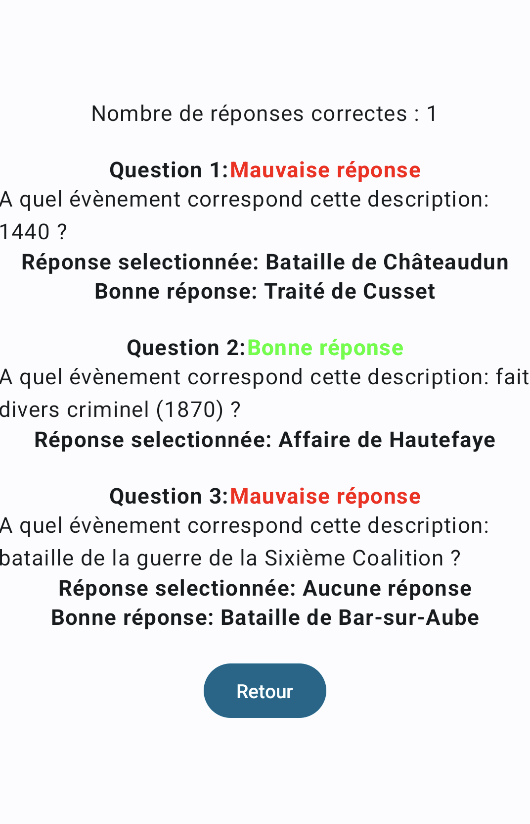 Nombre de réponses correctes : 1
Question 1:Mauvaise réponse
A quel évènement correspond cette description:
1440 ?
Réponse selectionnée: Bataille de Châteaudun
Bonne réponse: Traité de Cusset
Question 2:Bonne réponse
A quel évènement correspond cette description: fait
divers criminel (1870) ?
Réponse selectionnée: Affaire de Hautefaye
Question 3:Mauvaise réponse
A quel évènement correspond cette description:
bataille de la guerre de la Sixième Coalition ?
Réponse selectionnée: Aucune réponse
Bonne réponse: Bataille de Bar-sur-Aube
Retour